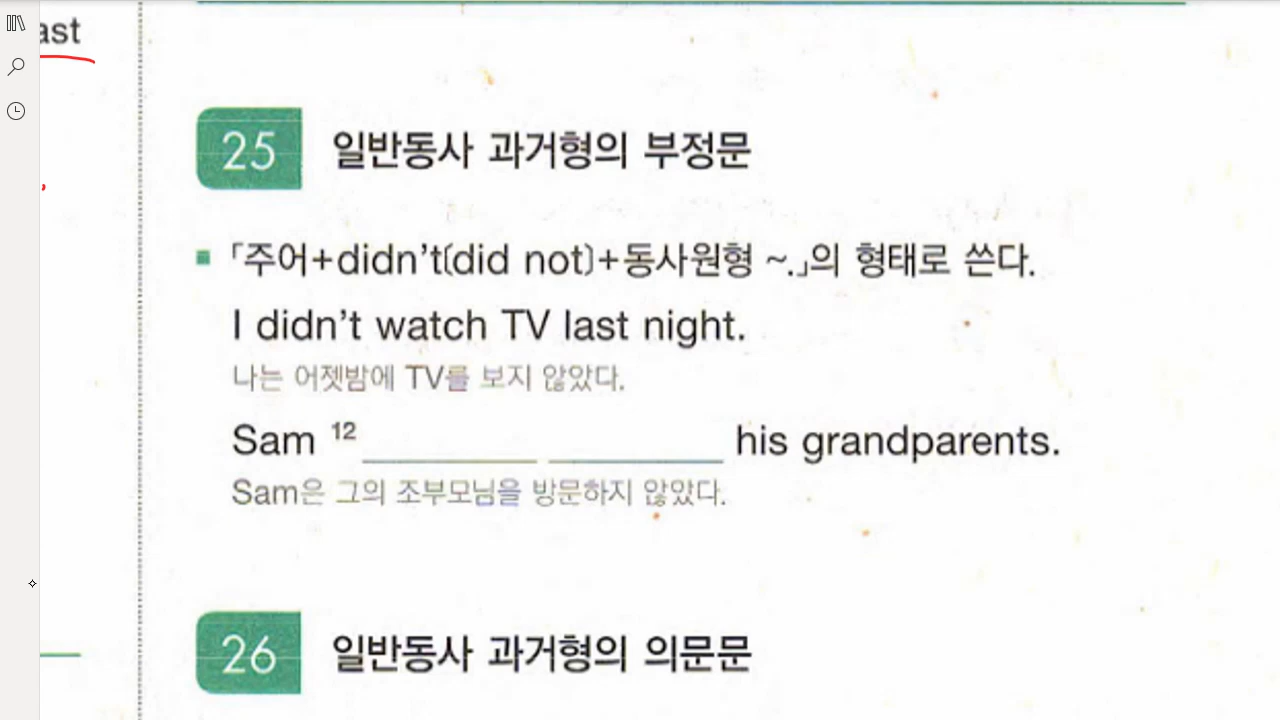 ast
25 일반동사 과거형의 부정문
「주어+didn't(did not)+동사원형 ~.」의 형태로 쓴다.
I didn't watch TV last night.
나는 어젯밤에 TV를 보지 않았다.
Sam 12 his grandparents.
Sam은 그의 조부모님을 방문하지 않았다.
26 일반동사 과거형의 의문문